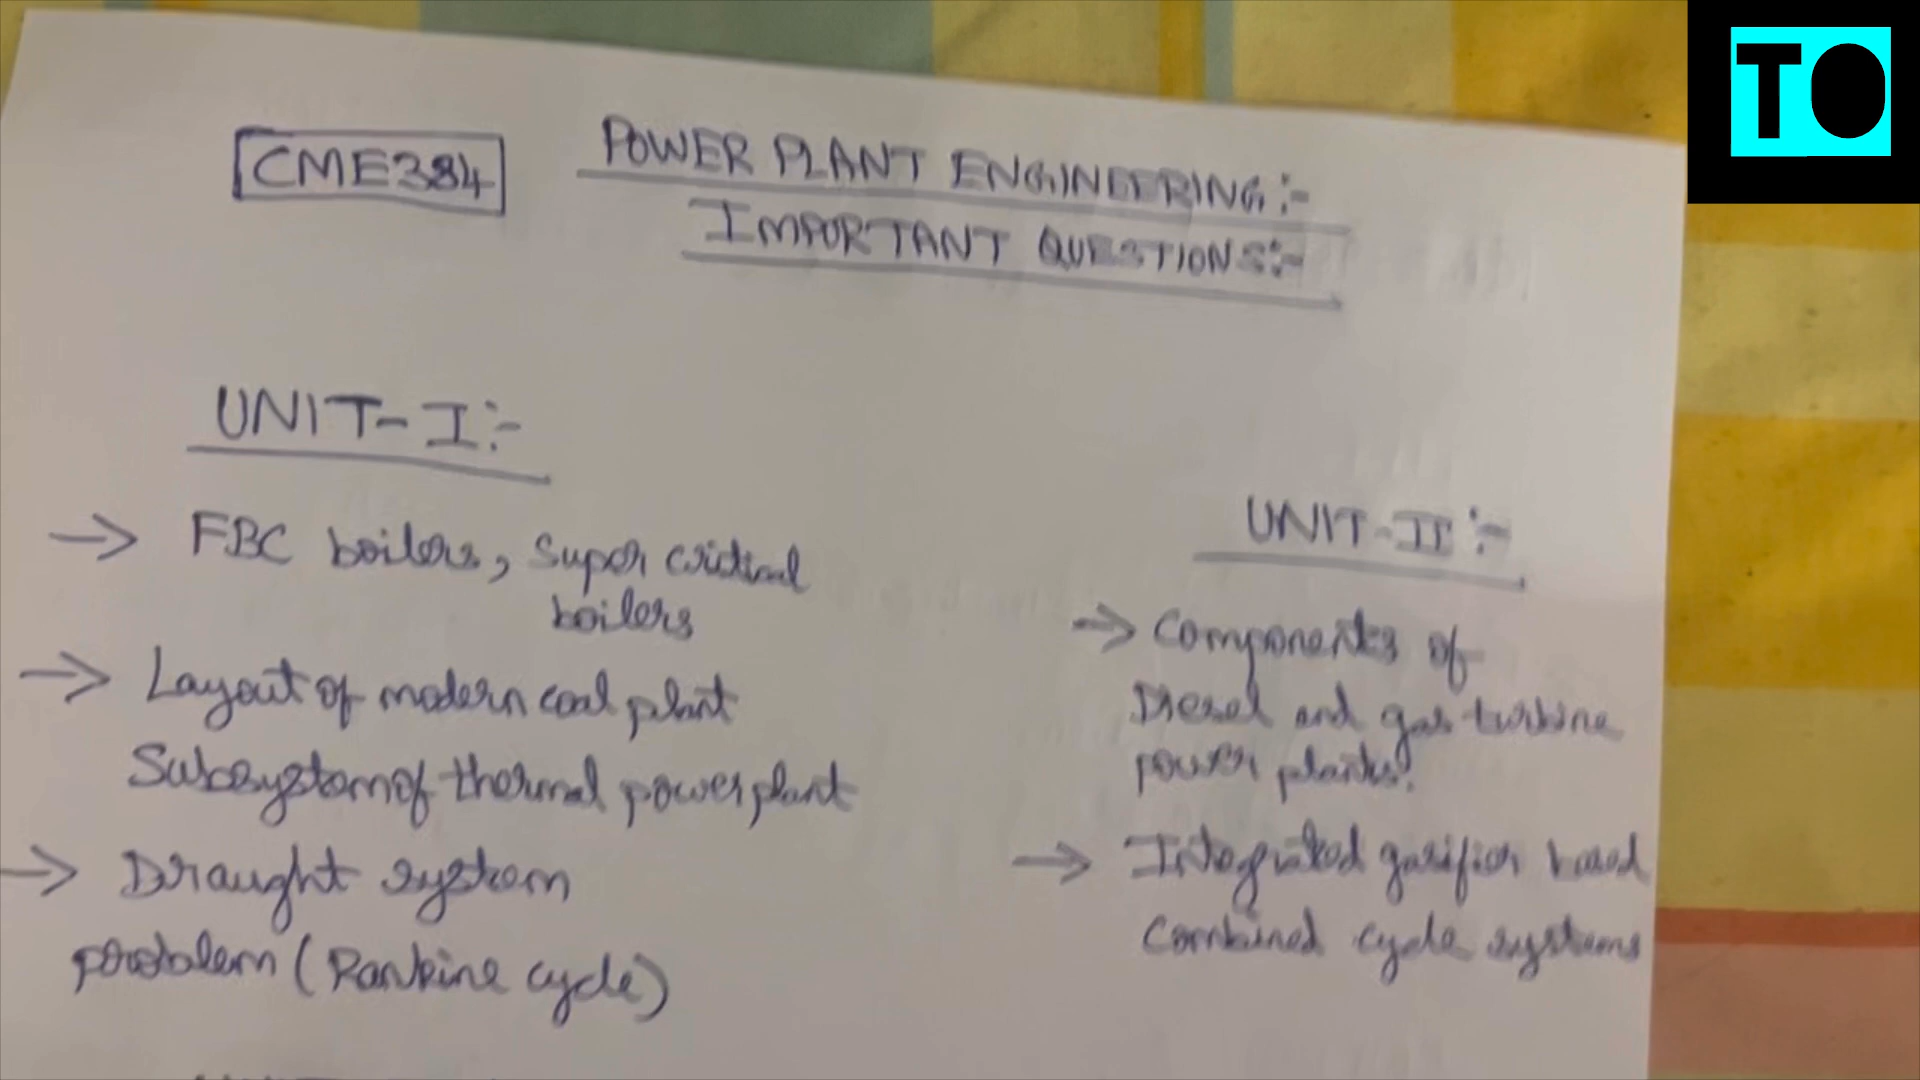 TO
CME384
POWER PLANT ENGINEERING:-
IMPORTANT QUESTIONS:-
UNIT-I:-
→ FBC boilers, Super critical
boilers
→ Layout of modern coal plant
Subsystem of thermal power plant
→ Draught system
problem (Rankine cycle)
UNIT-II:-
→ Components of
Diesel and gas turbine
power plants.
→ Integrated gasifier based
Combined cycle systems